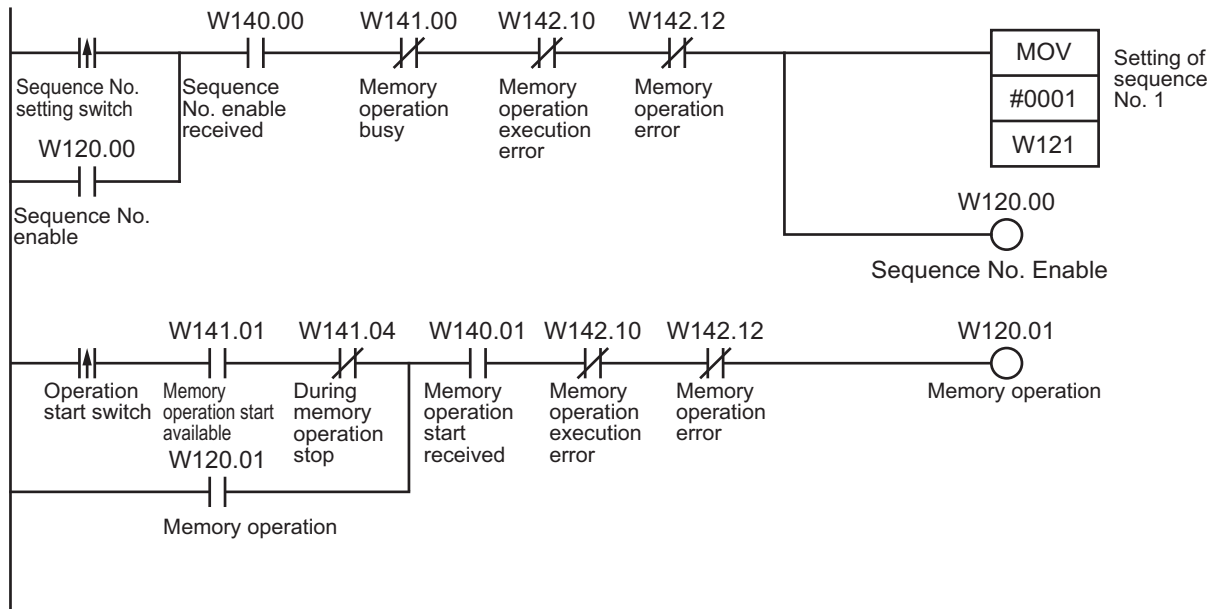 W140.00 W141.00 W142.10 W142.12
MOV
#0001
W121
Setting of
sequence
No. 1
Sequence No.
setting switch
Sequence
No. enable
received
Memory
operation
busy
Memory
operation
execution
error
Memory
operation
error
W120.00
Sequence No.
enable
W120.00
Sequence No. Enable
W141.01 W141.04 W140.01 W142.10 W142.12 W120.01
Operation
start switch
Memory
operation start
available
During
memory
operation
stop
Memory
operation
start
received
Memory
operation
execution
error
Memory
operation
error
Memory operation
W120.01
Memory operation